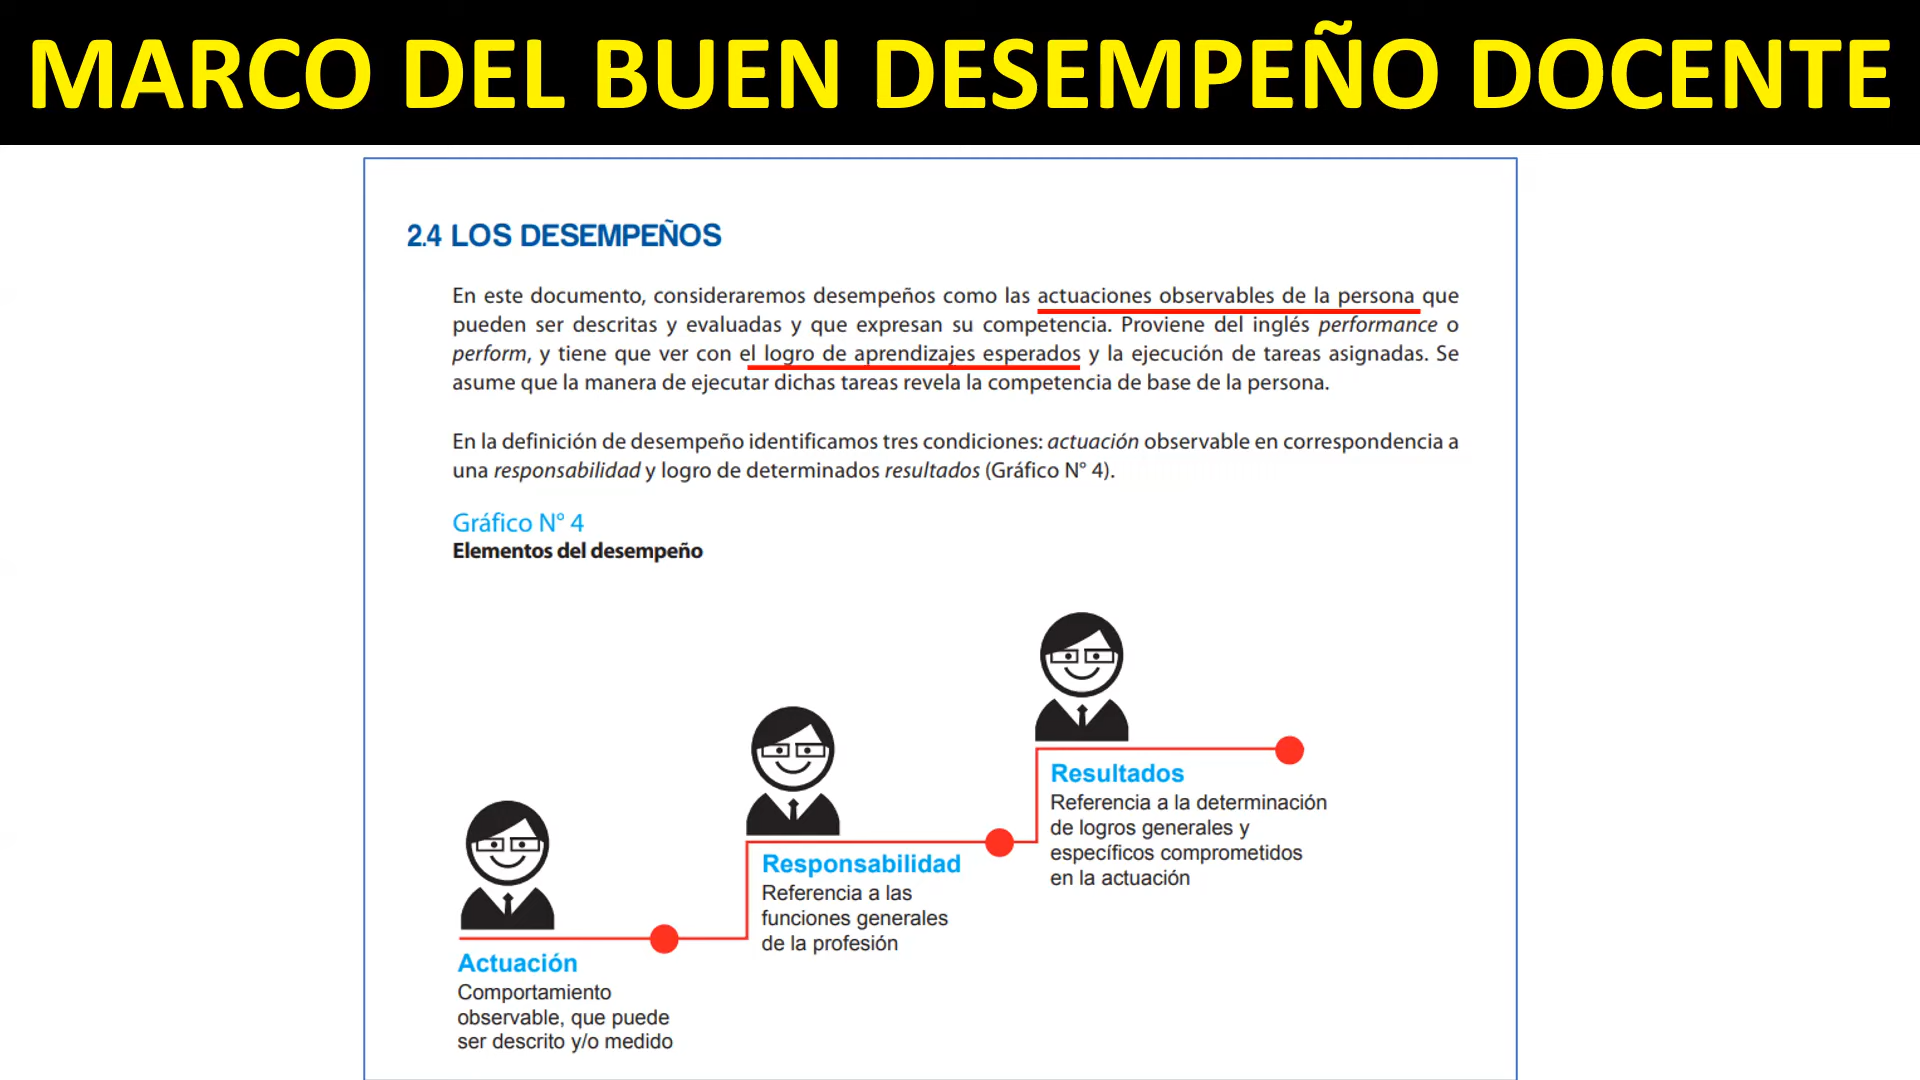 MARCO DEL BUEN DESEMPEÑO DOCENTE
2.4 LOS DESEMPEÑOS
En este documento, consideraremos desempeños como las actuaciones observables de la persona que
pueden ser descritas y evaluadas y que expresan su competencia. Proviene del inglés performance o
perform, y tiene que ver con el logro de aprendizajes esperados y la ejecución de tareas asignadas. Se
asume que la manera de ejecutar dichas tareas revela la competencia de base de la persona.
En la definición de desempeño identificamos tres condiciones: actuación observable en correspondencia a
una responsabilidad y logro de determinados resultados (Gráfico N° 4).
Gráfico N° 4
Elementos del desempeño
Actuación
Comportamiento
observable, que puede
ser descrito y/o medido
Responsabilidad
Referencia a las
funciones generales
de la profesión
Resultados
Referencia a la determinación
de logros generales y
específicos comprometidos
en la actuación